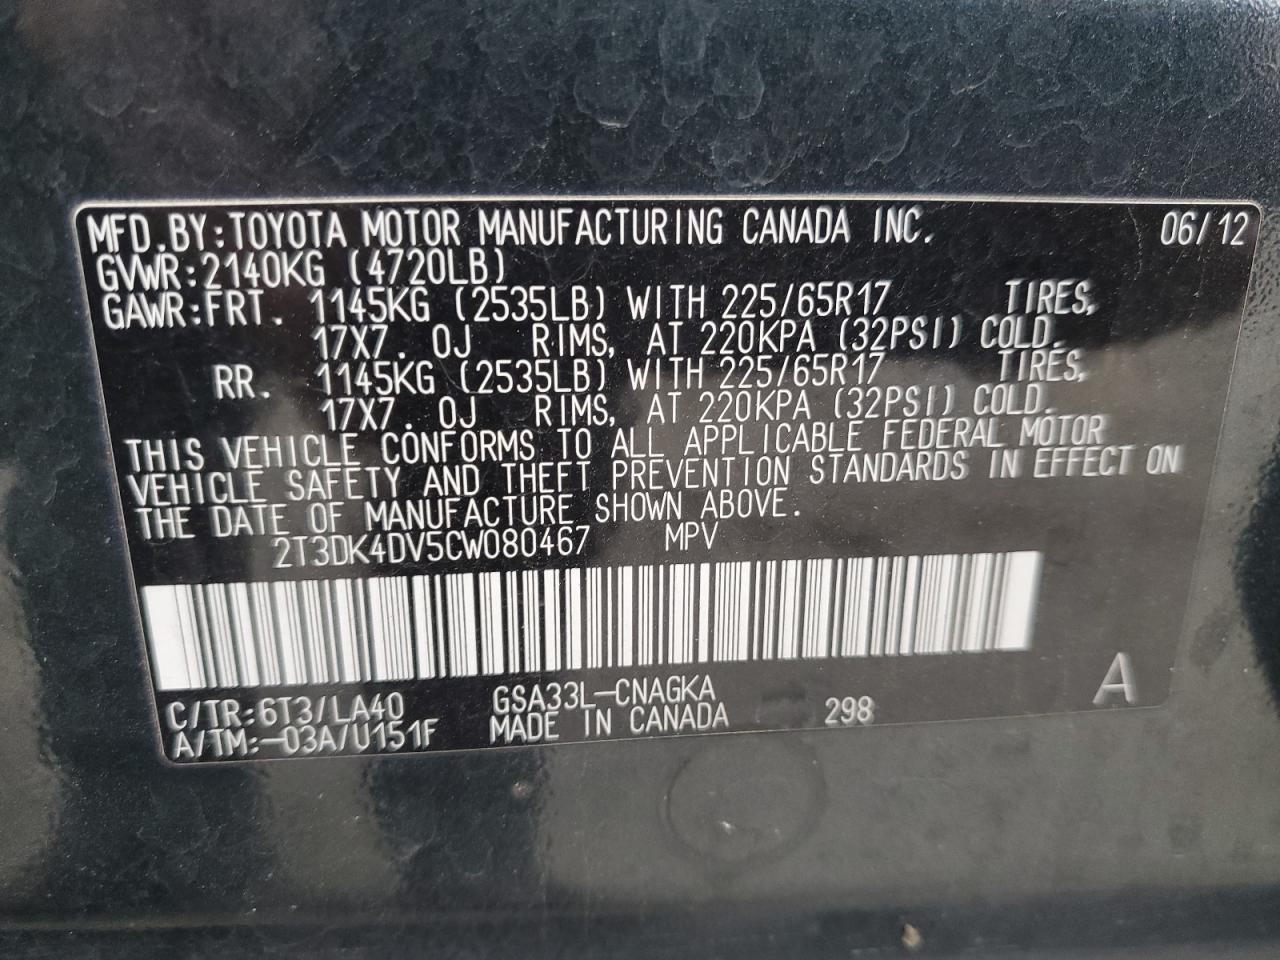 MFD.BY:TOYOTA MOTOR MANUFACTURING CANADA INC. 06/12
GVWR:2140KG (4720LB)
GAWR:FRT. 1145KG (2535LB) WITH 225/65R17 TIRES,
17X7. 0J RIMS, AT 220KPA (32PSI) COLD.
RR. 1145KG (2535LB) WITH 225/65R17 TIRES,
17X7. 0J RIMS, AT 220KPA (32PSI) COLD.
THIS VEHICLE CONFORMS TO ALL APPLICABLE FEDERAL MOTOR
VEHICLE SAFETY AND THEFT PREVENTION STANDARDS IN EFFECT ON
THE DATE OF MANUFACTURE SHOWN ABOVE.
2T3DK4DV5CW080467 MPV
C/TR:6T3/LA40 GSA33L-CNAGKA 298 A
A/TM:-03A/U151F MADE IN CANADA